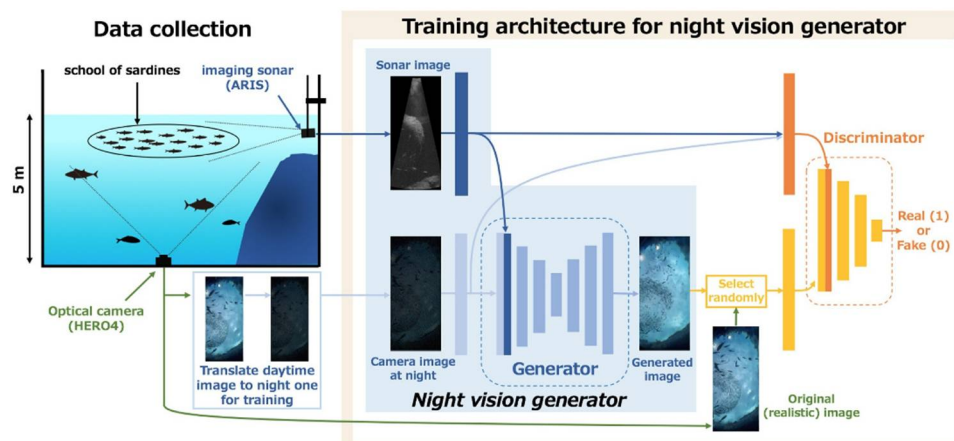 Data collection
Training architecture for night vision generator
school of sardines
imaging sonar
(ARIS)
5 m
Optical camera
(HERO4)
Translate daytime
image to night one
for training
Sonar image
Camera image
at night
Generator
Generated
image
Night vision generator
Select
randomly
Discriminator
Real (1)
or
Fake (0)
Original
(realistic) image